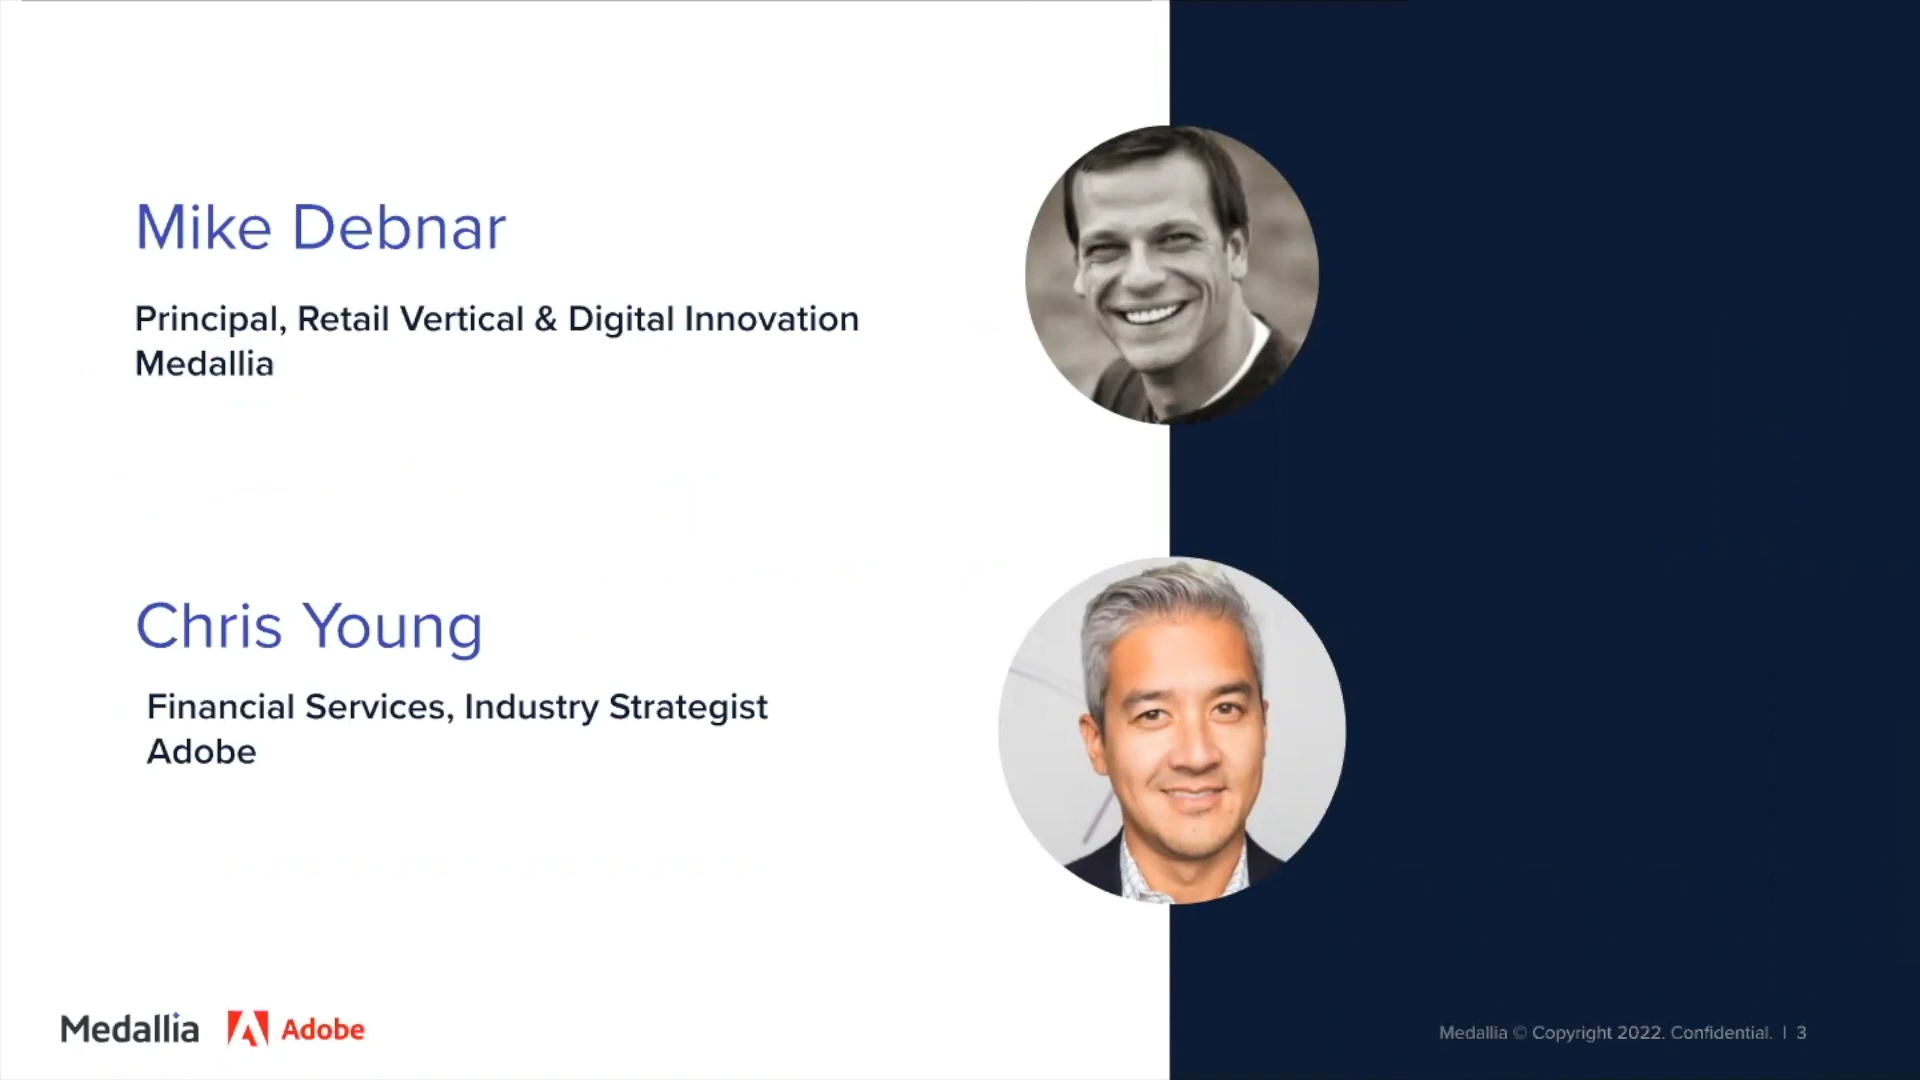 Mike Debnar
Principal, Retail Vertical & Digital Innovation
Medallia
Chris Young
Financial Services, Industry Strategist
Adobe
Medallia Adobe
Medallia © Copyright 2022. Confidential. | 3